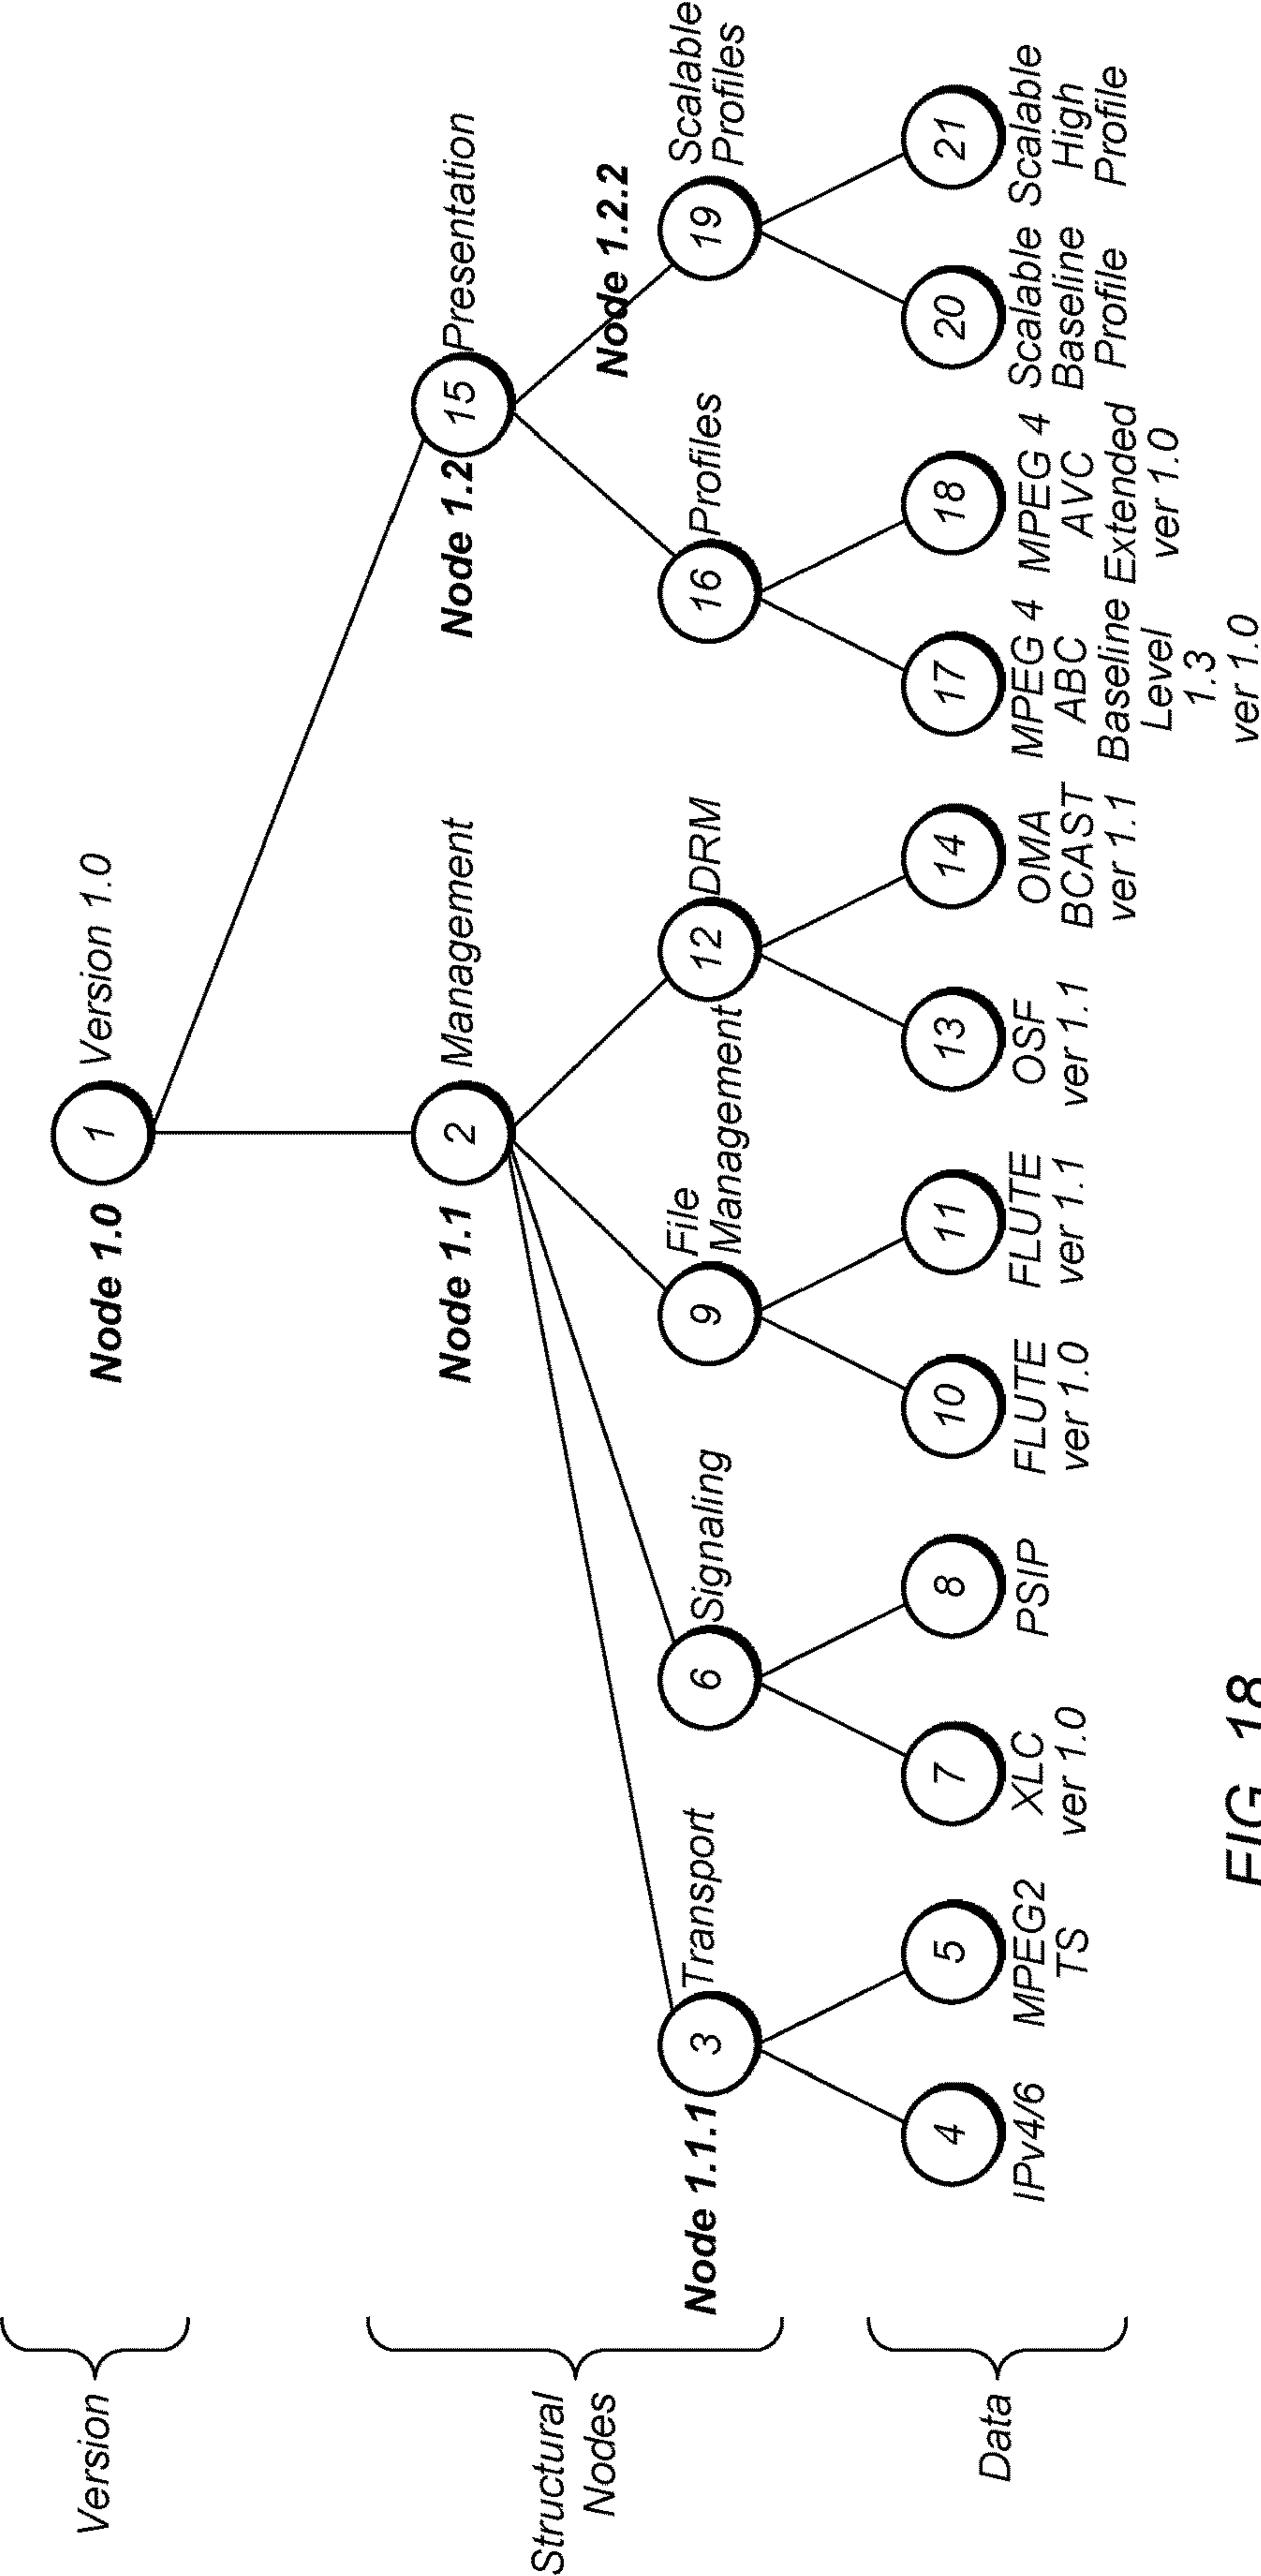 Version
Node 1.0
1
Version 1.0
Structural
Nodes
Node 1.1
2
Management
Node 1.2
15
Presentation
Node 1.1.1
3
Transport
6
Signaling
9
File
Management
12
DRM
16
Profiles
Node 1.2.2
19
Scalable
Profiles
Data
4
IPv4/6
5
MPEG2
TS
7
XLC
ver 1.0
8
PSIP
10
FLUTE
ver 1.0
11
FLUTE
ver 1.1
13
OSF
ver 1.1
14
OMA
BCAST
ver 1.1
17
MPEG 4
ABC
Baseline
Level
1.3
ver 1.0
18
MPEG 4
AVC
Extended
ver 1.0
20
Scalable
Baseline
Profile
21
Scalable
High
Profile
FIG. 18